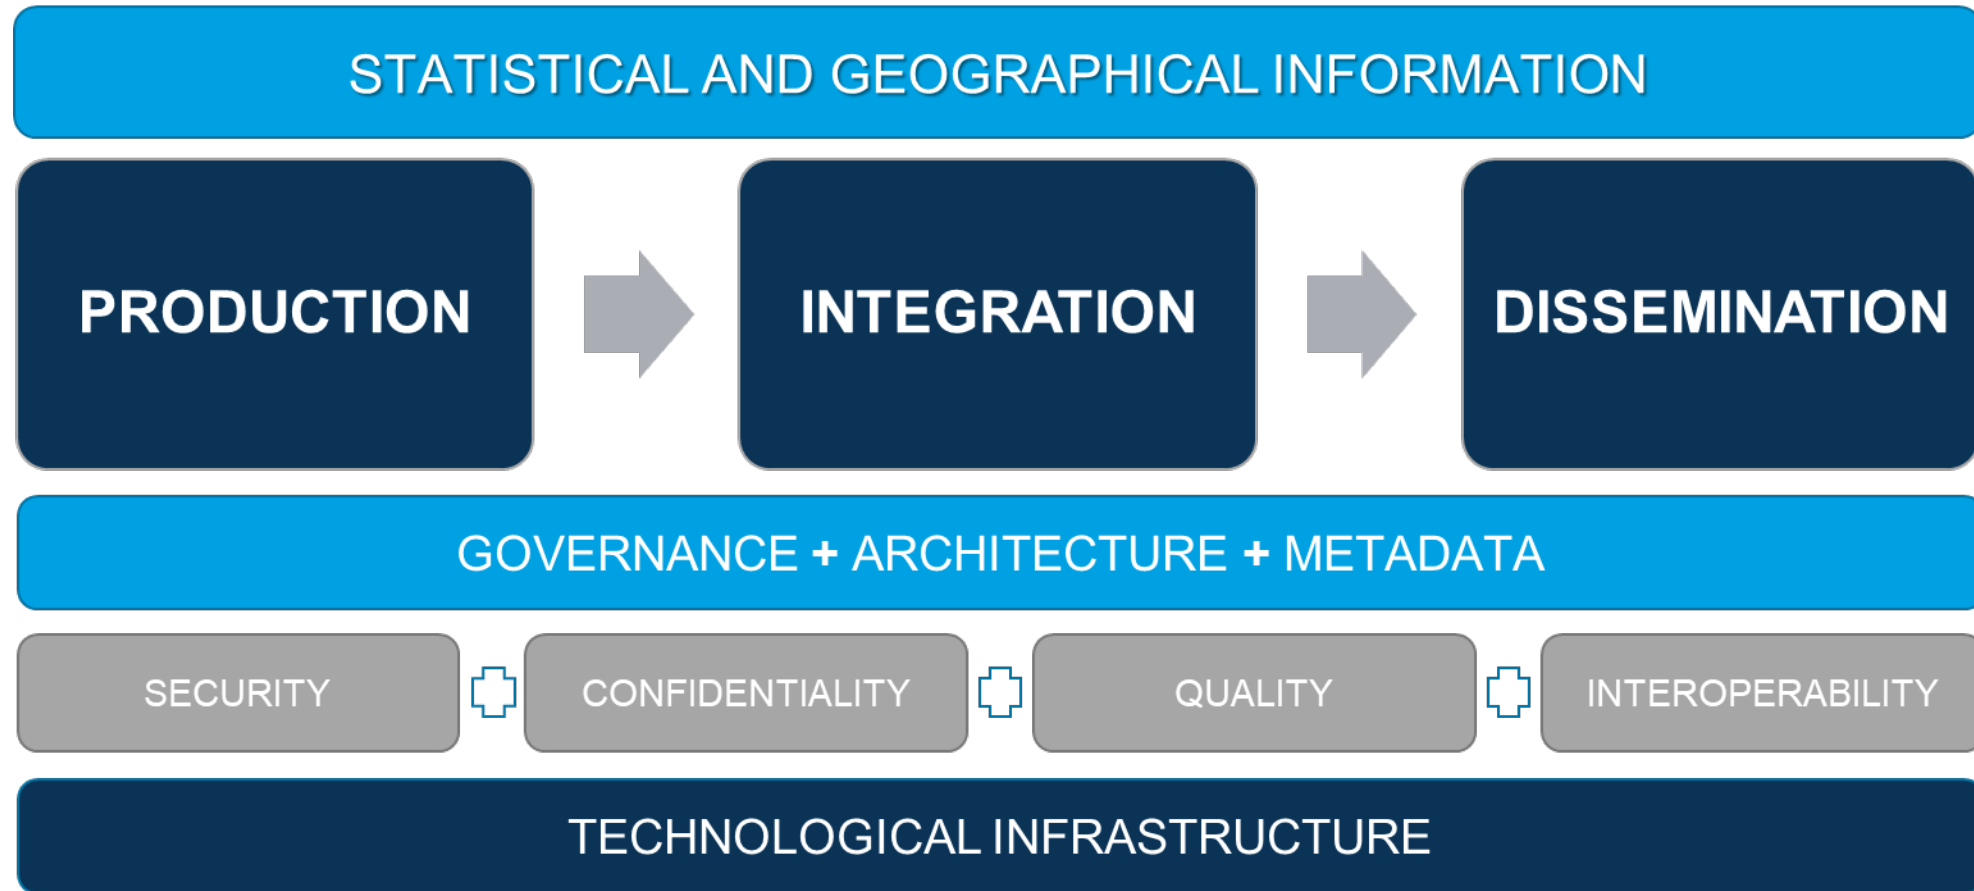 STATISTICAL AND GEOGRAPHICAL INFORMATION
PRODUCTION
INTEGRATION
DISSEMINATION
GOVERNANCE + ARCHITECTURE + METADATA
SECURITY
CONFIDENTIALITY
QUALITY
INTEROPERABILITY
TECHNOLOGICAL INFRASTRUCTURE